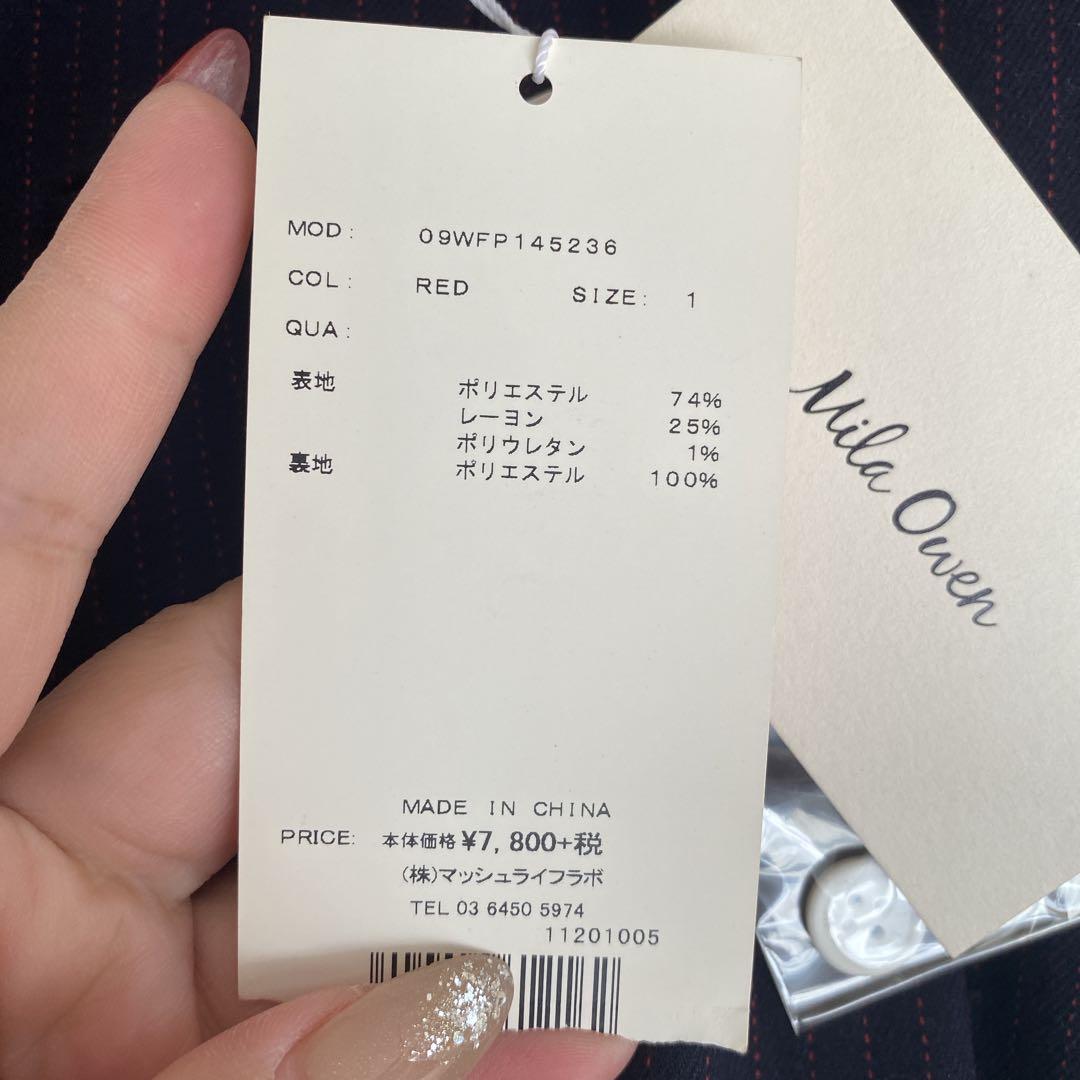 MOD: 09WFP145236
COL: RED SIZE: 1
QUA:
表地 ポリエステル 74%
レーヨン 25%
ポリウレタン 1%
裏地 ポリエステル 100%
MADE IN CHINA
PRICE: 本体価格 ¥7,800+税
(株)マッシュライフラボ
TEL 03 6450 5974
11201005
Mila Owen